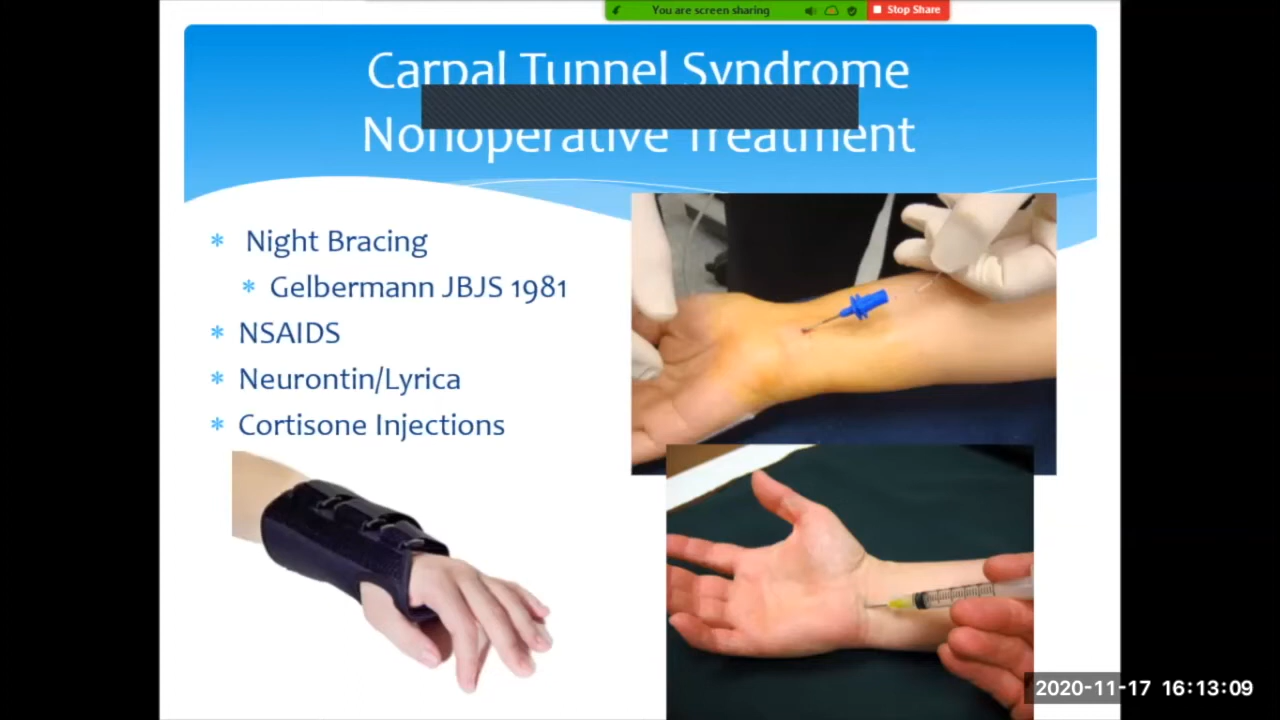 You are screen sharing
Stop Share
Carpal Tunnel Syndrome
Nonoperative Treatment
* Night Bracing
* Gelbermann JBJS 1981
* NSAIDS
* Neurontin/Lyrica
* Cortisone Injections
2020-11-17 16:13:09